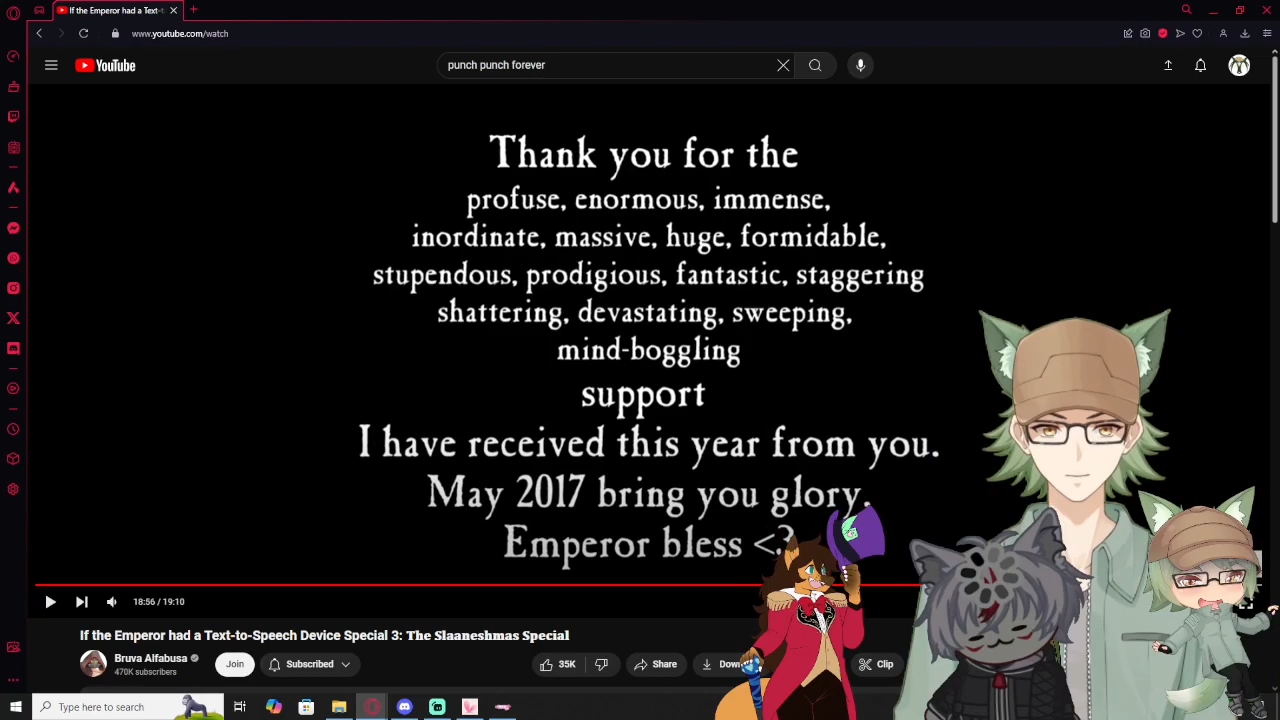 If the Emperor had a Text-t
www.youtube.com/watch
YouTube
punch punch forever
Thank you for the
profuse, enormous, immense,
inordinate, massive, huge, formidable,
stupendous, prodigious, fantastic, staggering
shattering, devastating, sweeping,
mind-boggling
support
I have received this year from you.
May 2017 bring you glory.
Emperor bless <3
18:56 / 19:10
If the Emperor had a Text-to-Speech Device Special 3: The Slaaneshmas Special
Bruva Alfabusa
470K subscribers
Join
Subscribed
35K
Share
Down
Clip
Type here to search